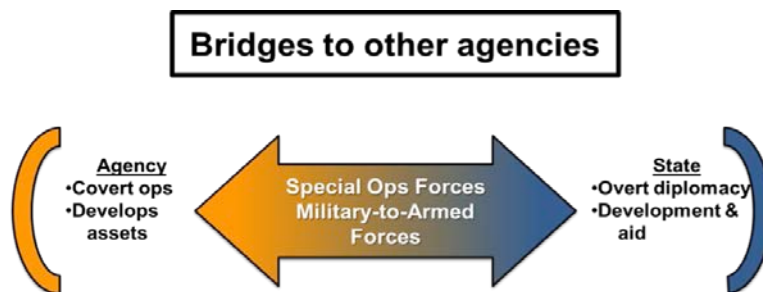 Bridges to other agencies
Agency
•Covert ops
•Develops
assets
Special Ops Forces
Military-to-Armed
Forces
State
•Overt diplomacy
•Development &
aid